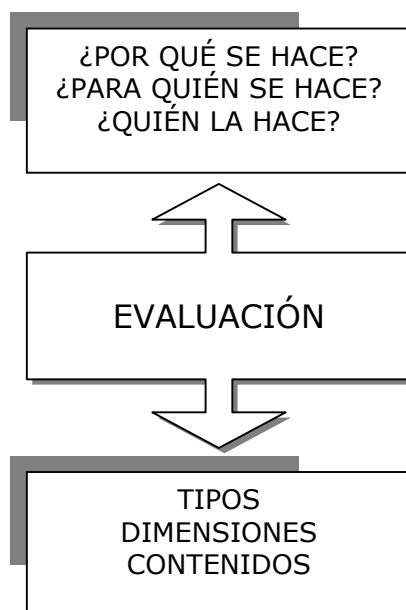 ¿POR QUÉ SE HACE?
¿PARA QUIÉN SE HACE?
¿QUIÉN LA HACE?
EVALUACIÓN
TIPOS
DIMENSIONES
CONTENIDOS